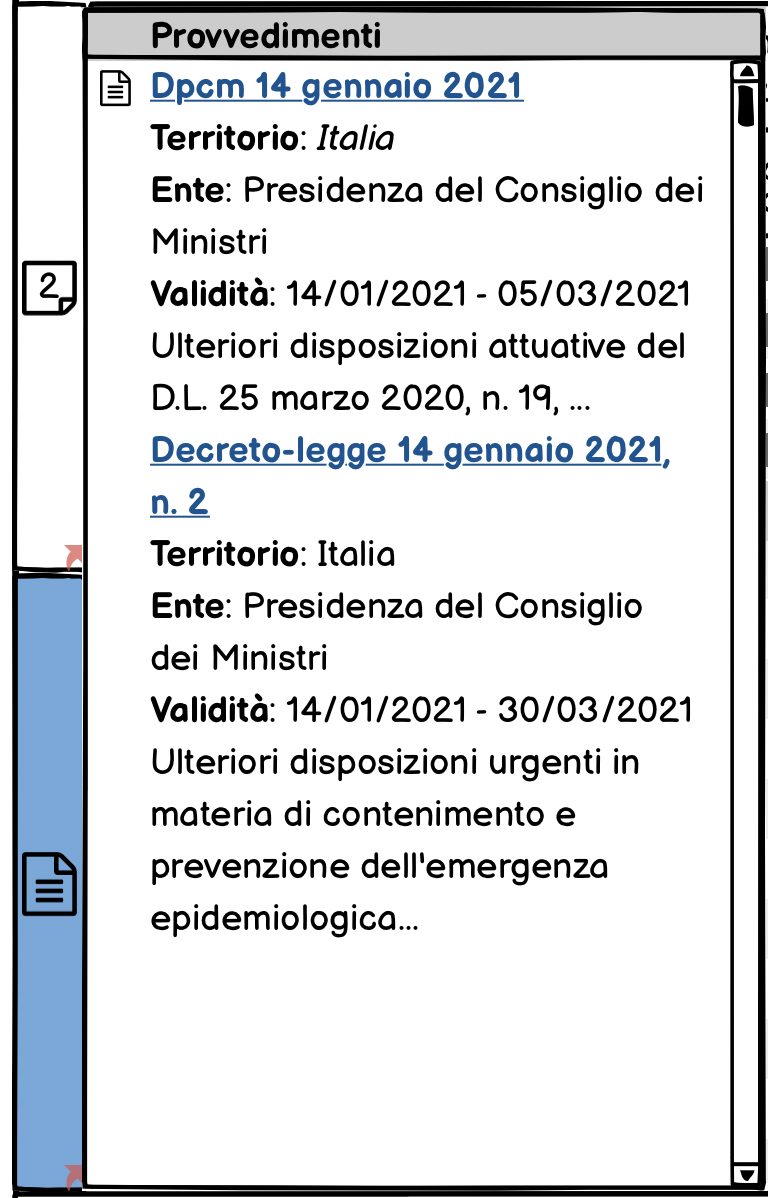 Provvedimenti
Dpcm 14 gennaio 2021
Territorio: Italia
Ente: Presidenza del Consiglio dei
Ministri
Validità: 14/01/2021 - 05/03/2021
Ulteriori disposizioni attuative del
D.L. 25 marzo 2020, n. 19, ...
Decreto-legge 14 gennaio 2021,
n. 2
Territorio: Italia
Ente: Presidenza del Consiglio
dei Ministri
Validità: 14/01/2021 - 30/03/2021
Ulteriori disposizioni urgenti in
materia di contenimento e
prevenzione dell'emergenza
epidemiologica...
2